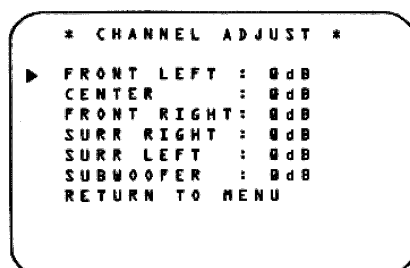 * CHANNEL ADJUST *
▶ FRONT LEFT : 0dB
CENTER : 0dB
FRONT RIGHT: 0dB
SURR RIGHT : 0dB
SURR LEFT : 0dB
SUBWOOFER : 0dB
RETURN TO MENU